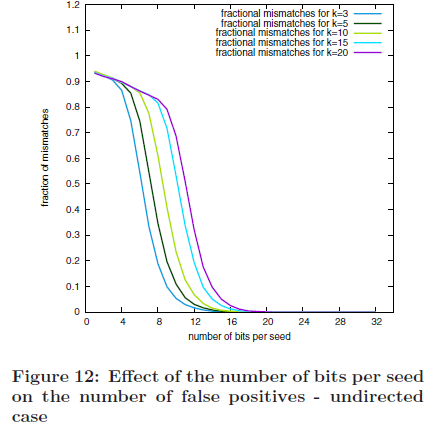 1.2
1.1
1
0.9
0.8
0.7
0.6
0.5
0.4
0.3
0.2
0.1
0
fraction of mismatches
fractional mismatches for k=3
fractional mismatches for k=5
fractional mismatches for k=10
fractional mismatches for k=15
fractional mismatches for k=20
0 4 8 12 16 20 24 28 32
number of bits per seed
Figure 12: Effect of the number of bits per seed
on the number of false positives - undirected
case